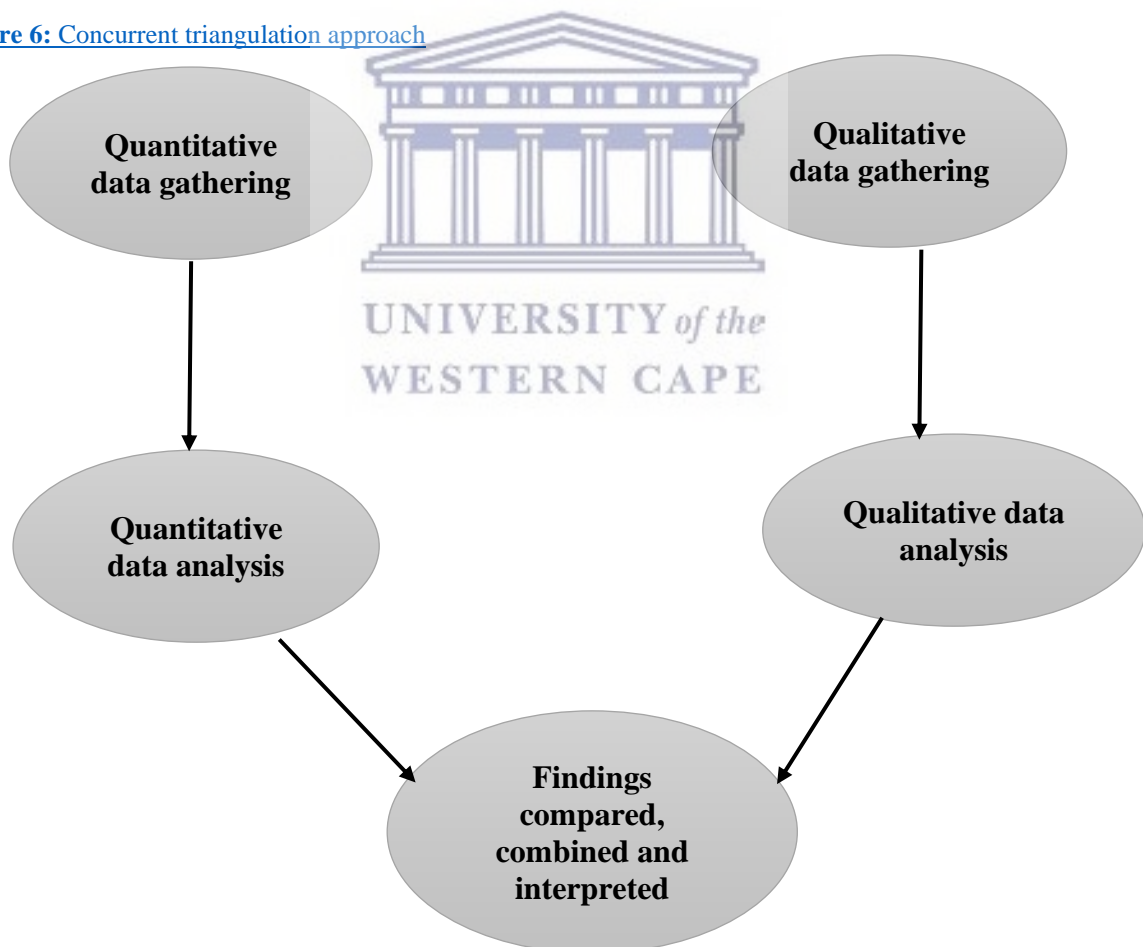 re 6: Concurrent triangulation approach
Quantitative
data gathering
Qualitative
data gathering
UNIVERSITY of the
WESTERN CAPE
Quantitative
data analysis
Qualitative data
analysis
Findings
compared,
combined and
interpreted